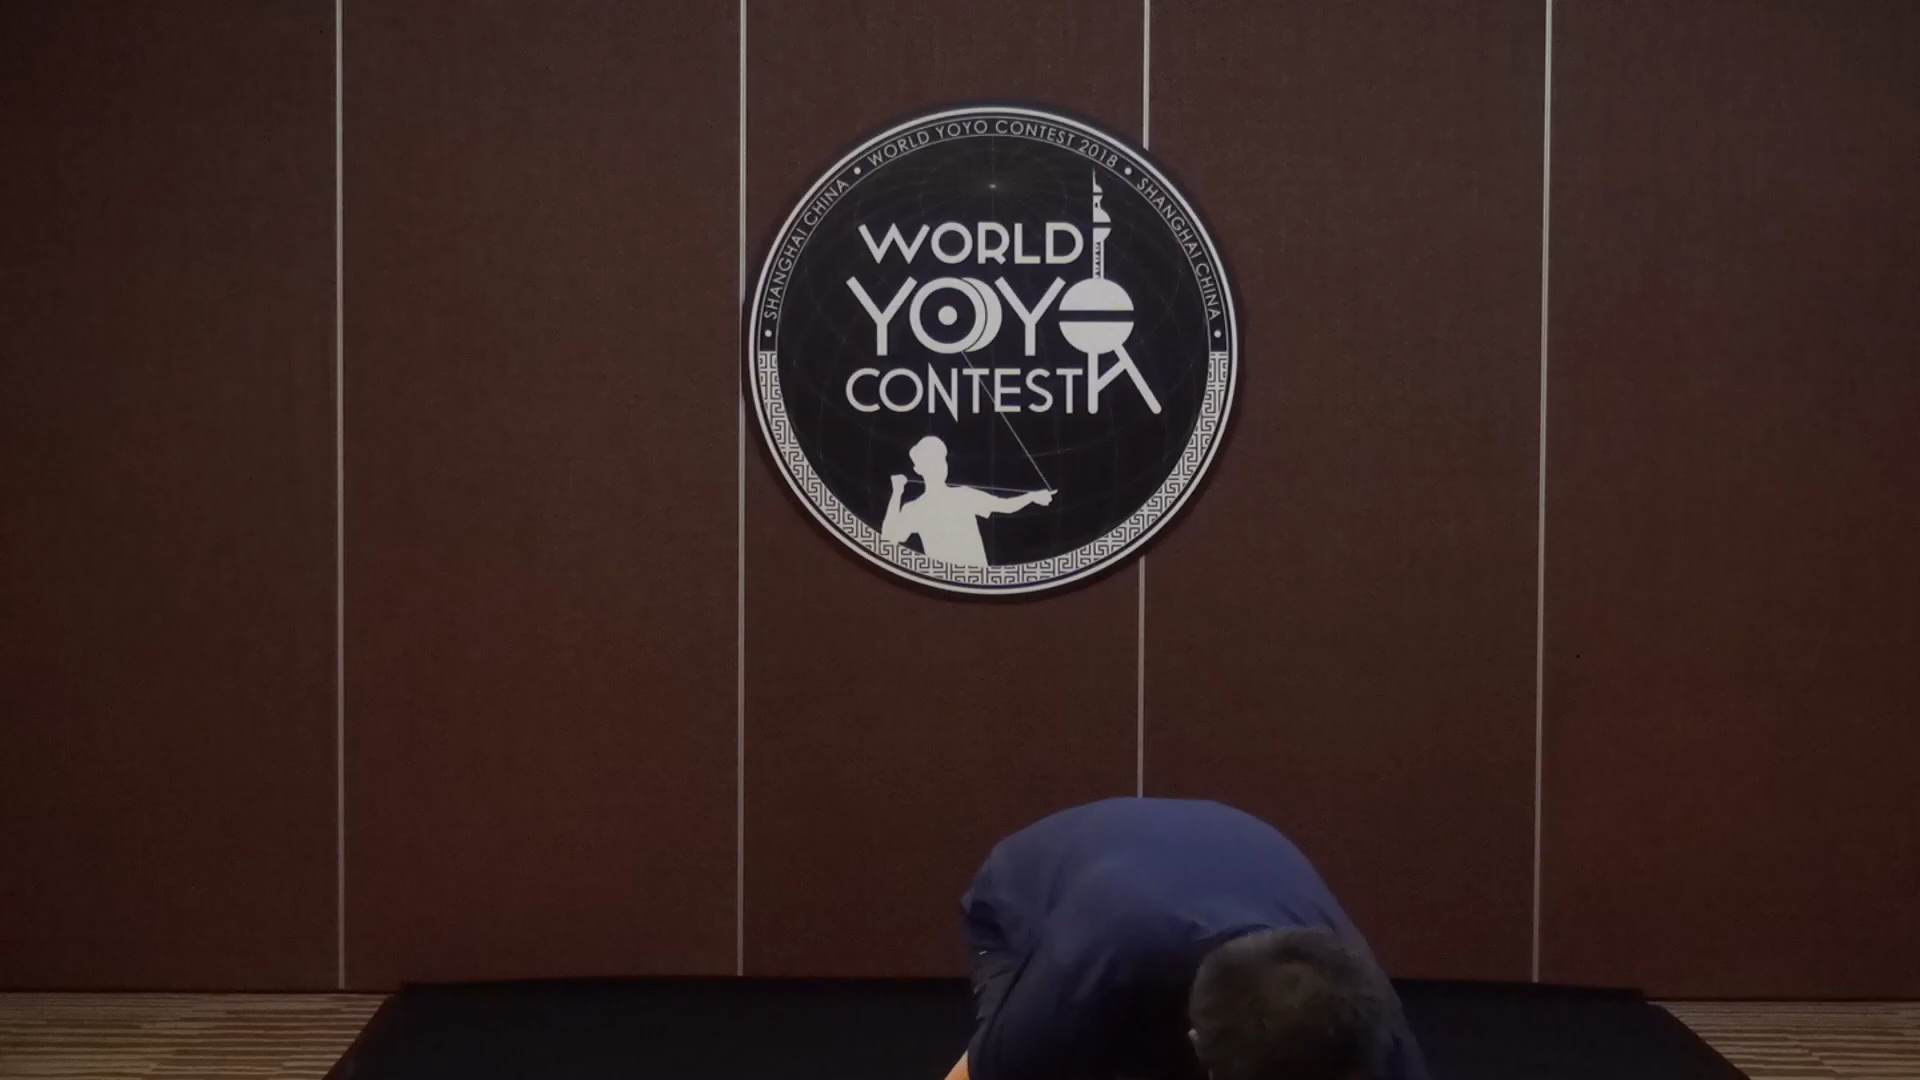 SHANGHAI CHINA • WORLD YOYO CONTEST 2018 • SHANGHAI CHINA
WORLD
YOYO
CONTEST